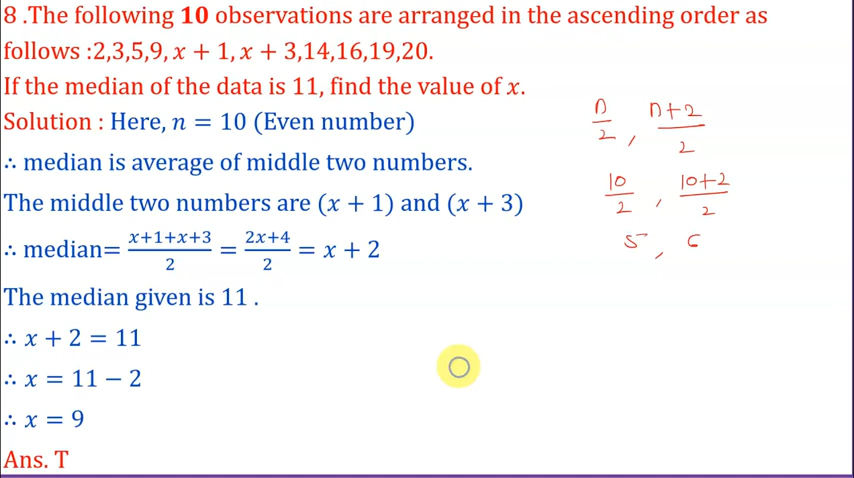 8 .The following 10 observations are arranged in the ascending order as
follows :2,3,5,9, x + 1, x + 3,14,16,19,20.
If the median of the data is 11, find the value of x.
Solution : Here, n = 10 (Even number)
∴ median is average of middle two numbers.
The middle two numbers are (x + 1) and (x + 3)
∴ median= (x+1+x+3)/2 = (2x+4)/2 = x + 2
The median given is 11 .
∴ x + 2 = 11
∴ x = 11 − 2
∴ x = 9
Ans. T
n/2 , (n+2)/2
10/2 , (10+2)/2
5 , 6